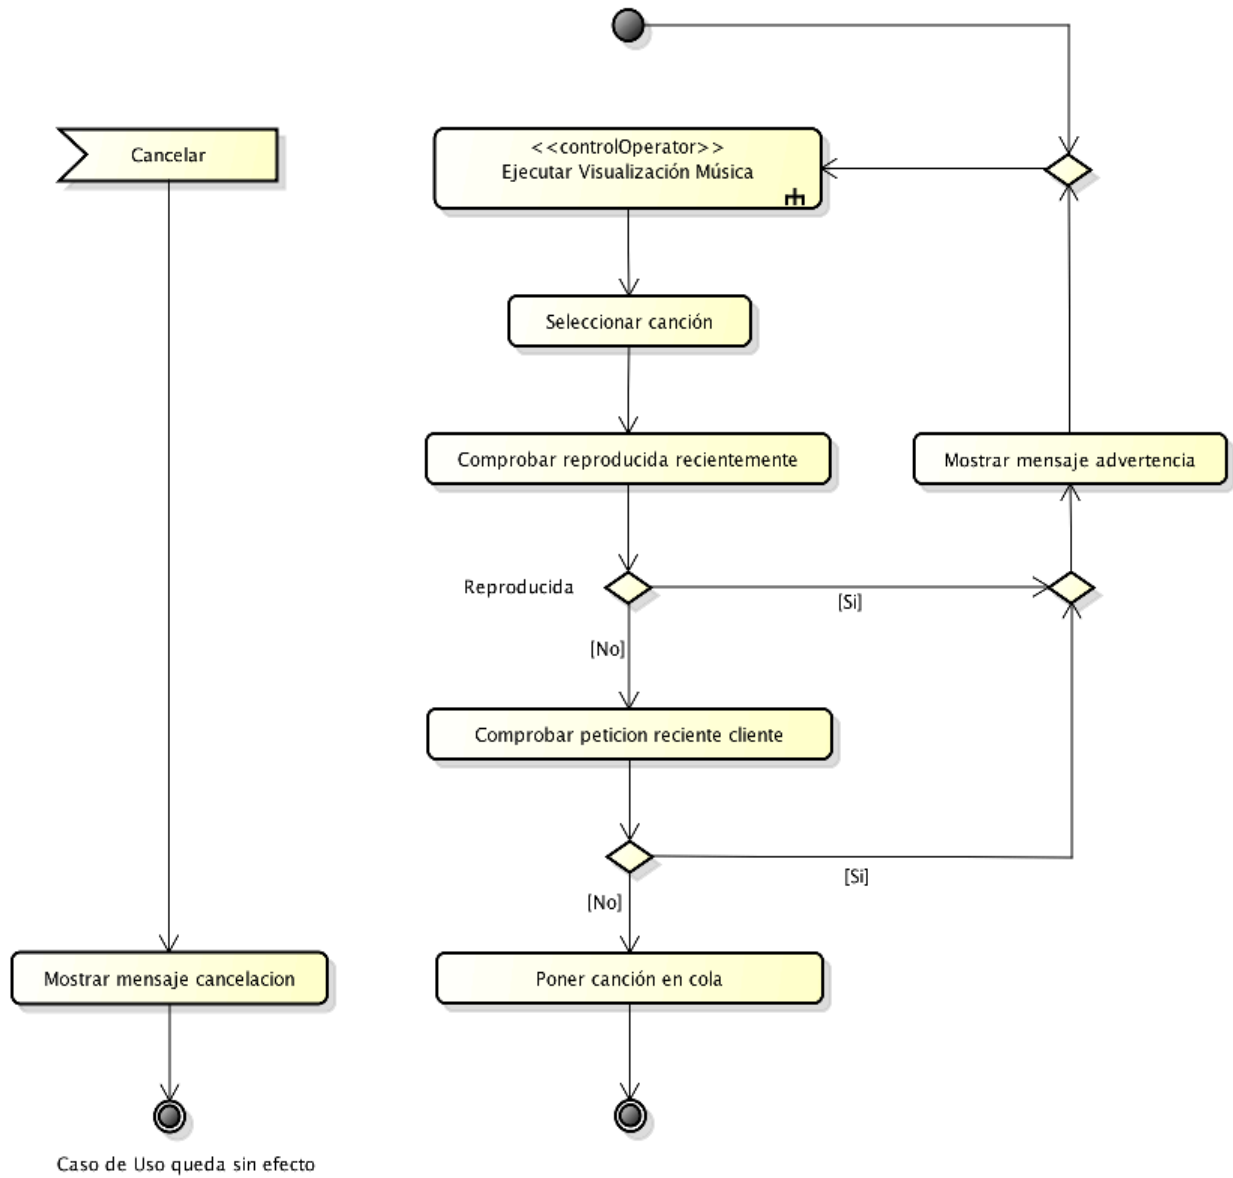 <<controlOperator>>
Cancelar
Ejecutar Visualización Música
Seleccionar canción
Comprobar reproducida recientemente
Mostrar mensaje advertencia
Reproducida
[Si]
[No]
Comprobar peticion reciente cliente
[Si]
[No]
Mostrar mensaje cancelacion
Poner canción en cola
Caso de Uso queda sin efecto